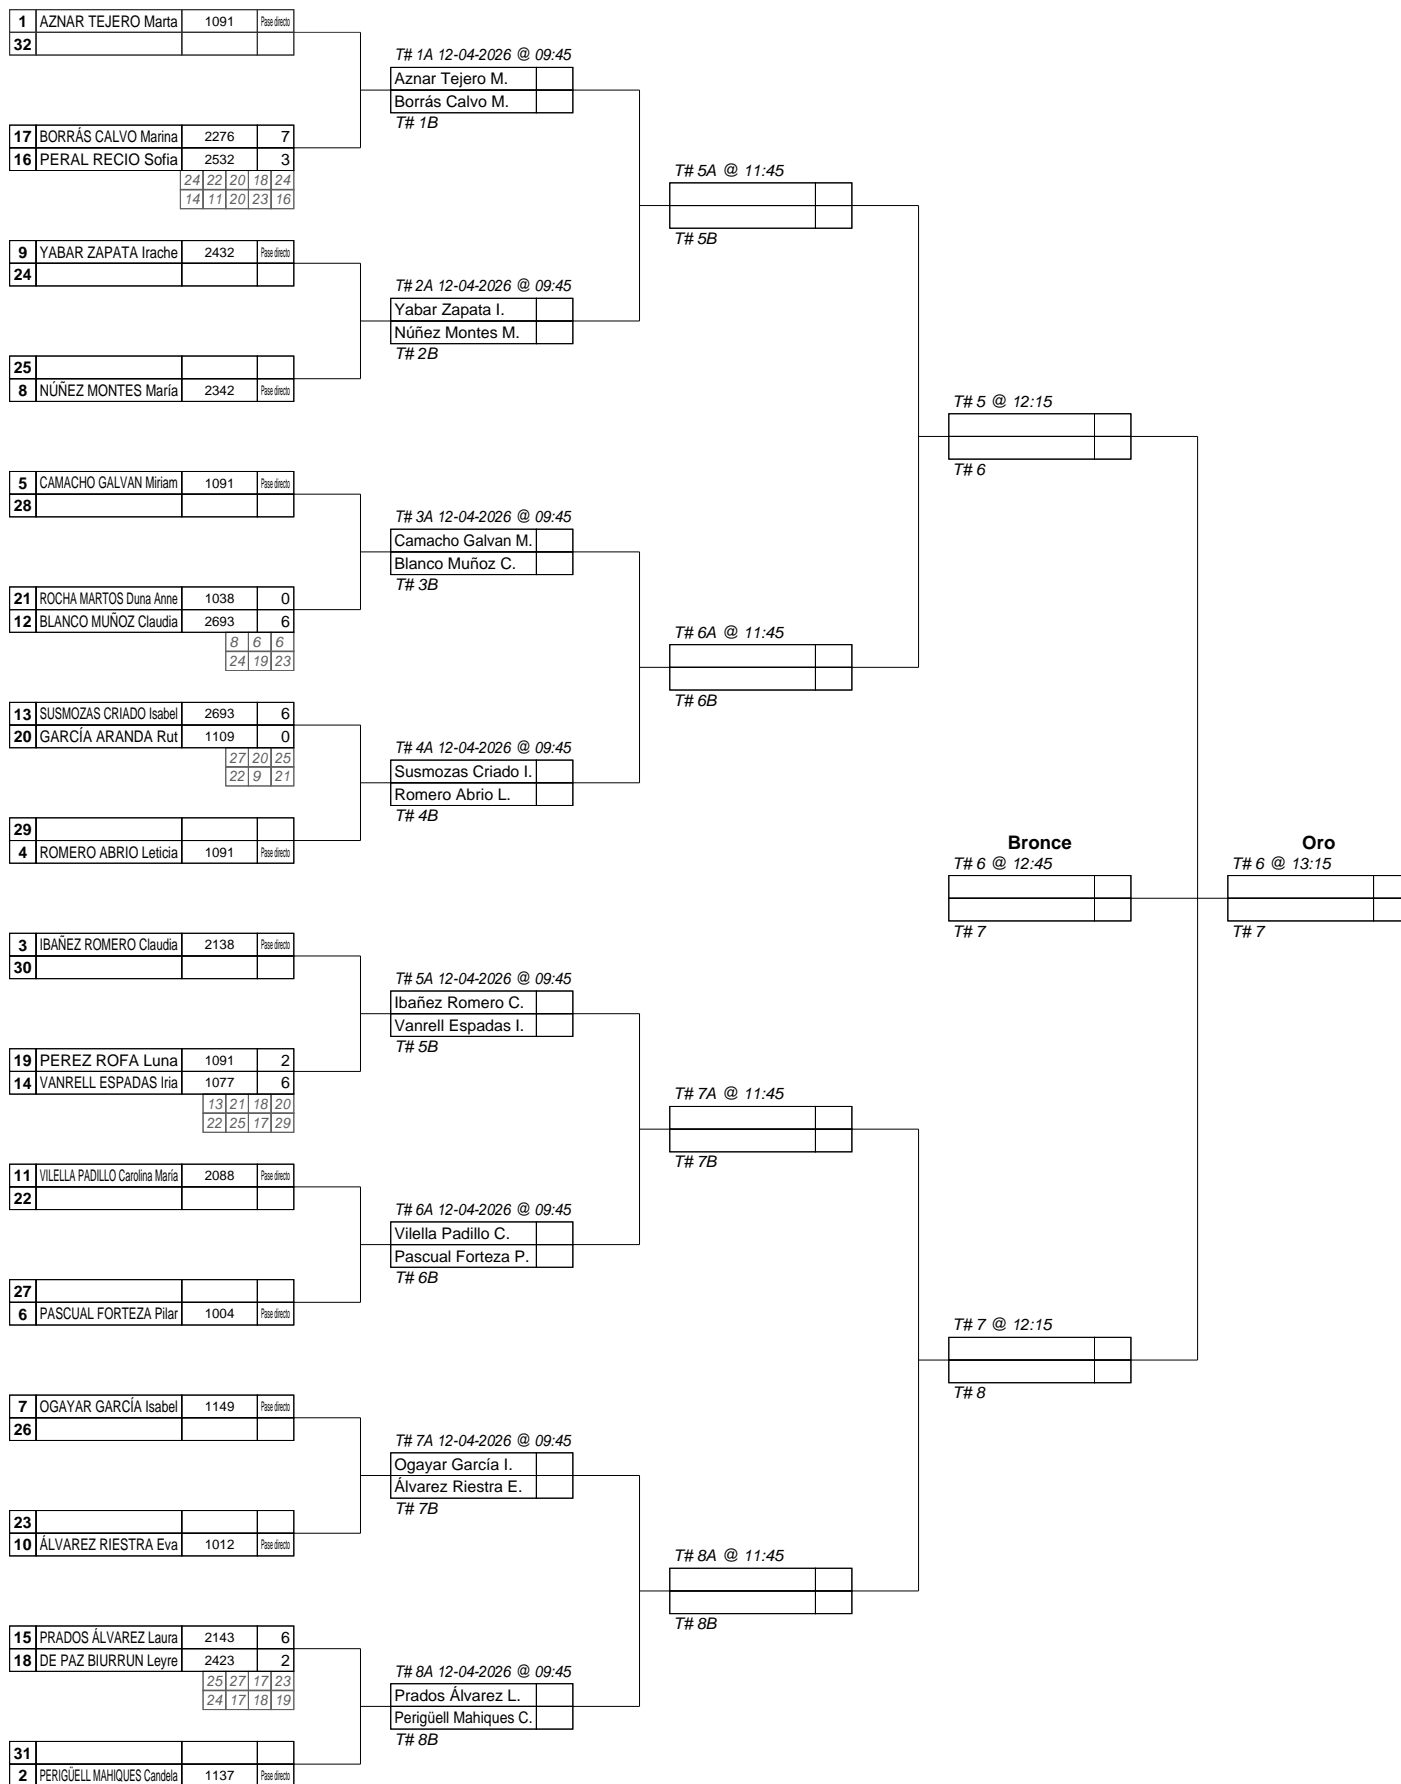 1 AZNAR TEJERO Marta 1091 Pase directo
32
T# 1A 12-04-2026 @ 09:45
Aznar Tejero M.
Borrás Calvo M.
T# 1B
17 BORRÁS CALVO Marina 2276 7
16 PERAL RECIO Sofia 2532 3
24 22 20 18 24
14 11 20 23 16
T# 5A @ 11:45
T# 5B
9 YABAR ZAPATA Irache 2432 Pase directo
24
T# 2A 12-04-2026 @ 09:45
Yabar Zapata I.
Núñez Montes M.
T# 2B
25
8 NÚÑEZ MONTES María 2342 Pase directo
T# 5 @ 12:15
T# 6
5 CAMACHO GALVAN Miriam 1091 Pase directo
28
T# 3A 12-04-2026 @ 09:45
Camacho Galvan M.
Blanco Muñoz C.
T# 3B
21 ROCHA MARTOS Duna Anne 1038 0
12 BLANCO MUÑOZ Claudia 2693 6
8 6 6
24 19 23
T# 6A @ 11:45
T# 6B
13 SUSMOZAS CRIADO Isabel 2693 6
20 GARCÍA ARANDA Rut 1109 0
27 20 25
22 9 21
T# 4A 12-04-2026 @ 09:45
Susmozas Criado I.
Romero Abrio L.
T# 4B
29
4 ROMERO ABRIO Leticia 1091 Pase directo
Bronce
T# 6 @ 12:45
T# 7
Oro
T# 6 @ 13:15
T# 7
3 IBAÑEZ ROMERO Claudia 2138 Pase directo
30
T# 5A 12-04-2026 @ 09:45
Ibañez Romero C.
Vanrell Espadas I.
T# 5B
19 PEREZ ROFA Luna 1091 2
14 VANRELL ESPADAS Iria 1077 6
13 21 18 20
22 25 17 29
T# 7A @ 11:45
T# 7B
11 VILELLA PADILLO Carolina María 2088 Pase directo
22
T# 6A 12-04-2026 @ 09:45
Vilella Padillo C.
Pascual Forteza P.
T# 6B
27
6 PASCUAL FORTEZA Pilar 1004 Pase directo
T# 7 @ 12:15
T# 8
7 OGAYAR GARCÍA Isabel 1149 Pase directo
26
T# 7A 12-04-2026 @ 09:45
Ogayar García I.
Álvarez Riestra E.
T# 7B
23
10 ÁLVAREZ RIESTRA Eva 1012 Pase directo
T# 8A @ 11:45
T# 8B
15 PRADOS ÁLVAREZ Laura 2143 6
18 DE PAZ BIURRUN Leyre 2423 2
25 27 17 23
24 17 18 19
T# 8A 12-04-2026 @ 09:45
Prados Álvarez L.
Perigüell Mahiques C.
T# 8B
31
2 PERIGÜELL MAHIQUES Candela 1137 Pase directo